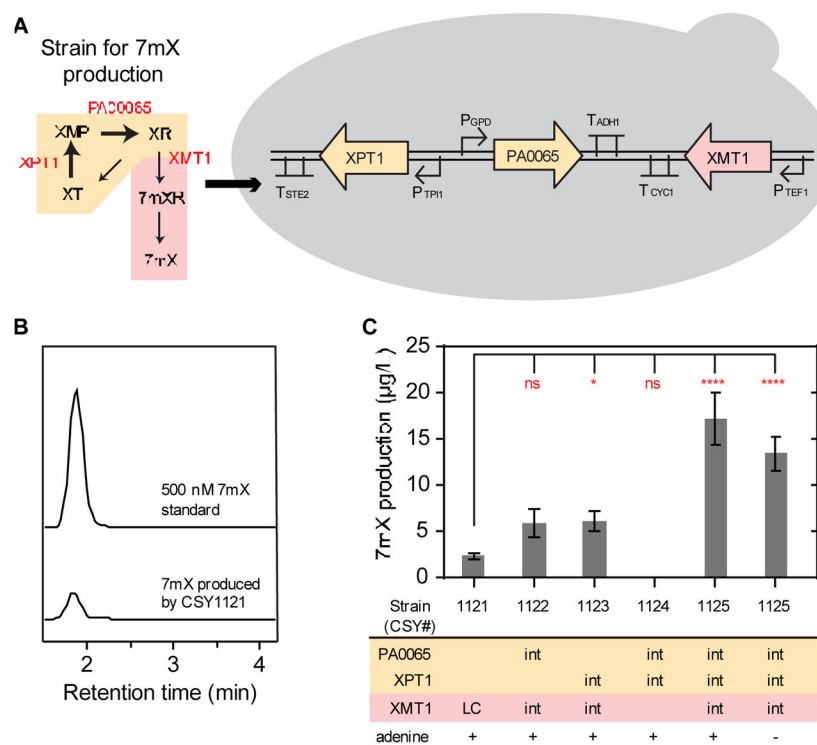 A
Strain for 7mX
production
PA00065
XMP
XR
XPT1
XMT1
XT
7mXR
7mX
PGPD
TADH1
XPT1
PA0065
XMT1
TSTE2
PTPI1
TCYC1
PTEF1
B
500 nM 7mX
standard
7mX produced
by CSY1121
2 3 4
Retention time (min)
C
7mX production (µg/L)
25
20
15
10
5
0
ns * ns **** ****
Strain 1121 1122 1123 1124 1125 1125
(CSY#)
PA0065 int int int int
XPT1 int int int int
XMT1 LC int int int int
adenine + + + + + -